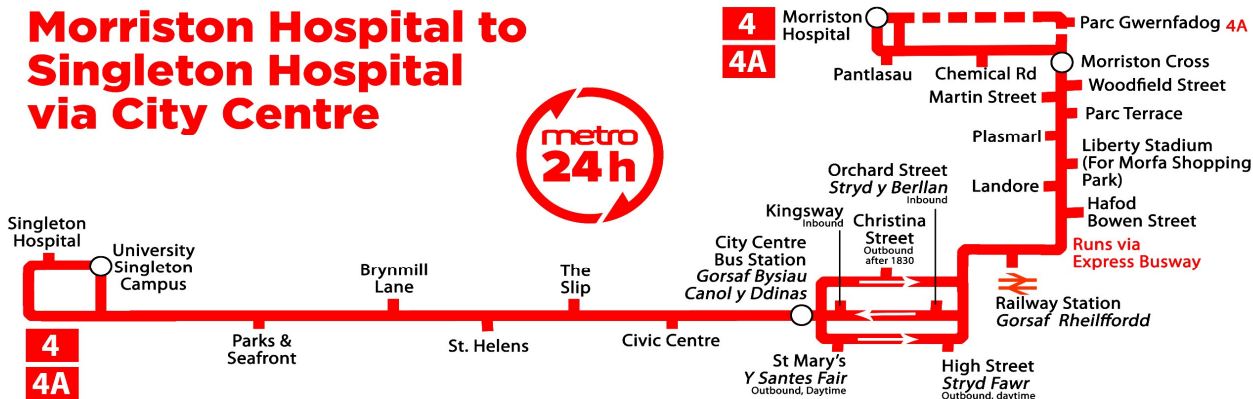 Morriston Hospital to
Singleton Hospital
via City Centre
metro
24h
4
4A
Morriston
Hospital
Parc Gwernfadog 4A
Pantlasau
Chemical Rd
Morriston Cross
Woodfield Street
Martin Street
Parc Terrace
Plasmarl
Liberty Stadium
(For Morfa Shopping
Park)
Landore
Hafod
Bowen Street
Runs via
Express Busway
Railway Station
Gorsaf Rheilffordd
Orchard Street
Stryd y Berllan
Inbound
Kingsway
Inbound
Christina
Street
Outbound
after 1830
City Centre
Bus Station
Gorsaf Bysiau
Canol y Ddinas
St Mary's
Y Santes Fair
Outbound, Daytime
High Street
Stryd Fawr
Outbound, daytime
Civic Centre
The
Slip
St. Helens
Brynmill
Lane
Parks &
Seafront
University
Singleton
Campus
Singleton
Hospital
4
4A